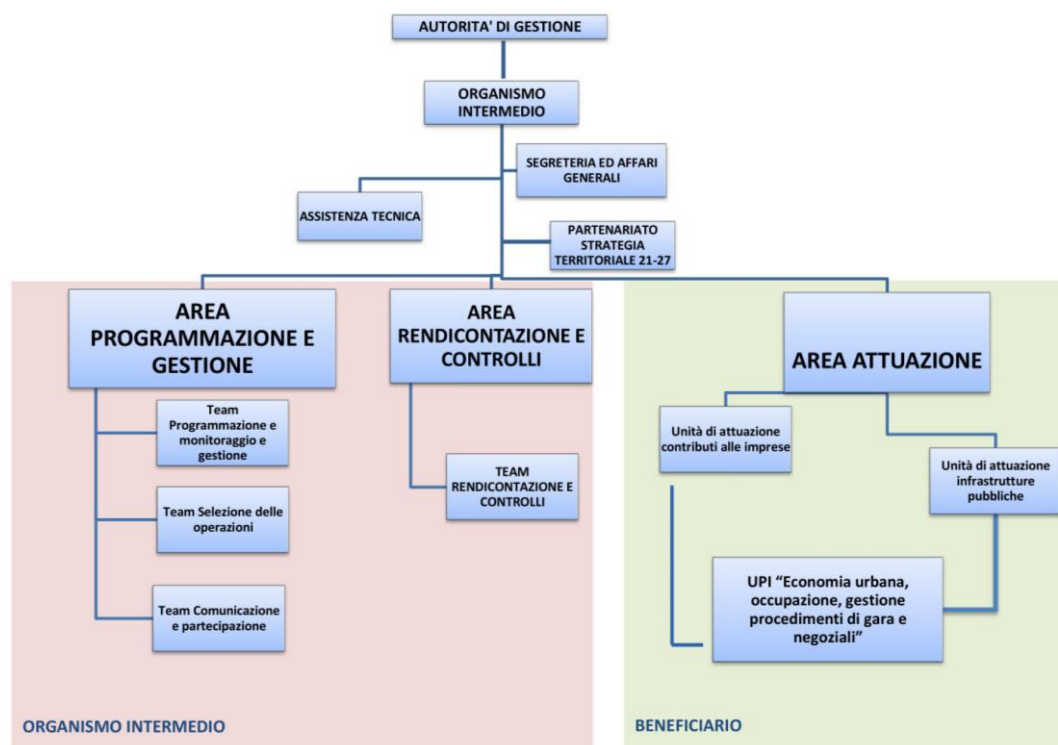 AUTORITA' DI GESTIONE
ORGANISMO
INTERMEDIO
SEGRETERIA ED AFFARI
GENERALI
ASSISTENZA TECNICA
PARTENARIATO
STRATEGIA
TERRITORIALE 21-27
AREA
PROGRAMMAZIONE E
GESTIONE
Team
Programmazione e
monitoraggio e
gestione
Team Selezione delle
operazioni
Team Comunicazione
e partecipazione
AREA
RENDICONTAZIONE E
CONTROLLI
TEAM
RENDICONTAZIONE E
CONTROLLI
ORGANISMO INTERMEDIO
AREA ATTUAZIONE
Unità di attuazione
contributi alle imprese
Unità di attuazione
infrastrutture
pubbliche
UPI “Economia urbana,
occupazione, gestione
procedimenti di gara e
negoziali”
BENEFICIARIO